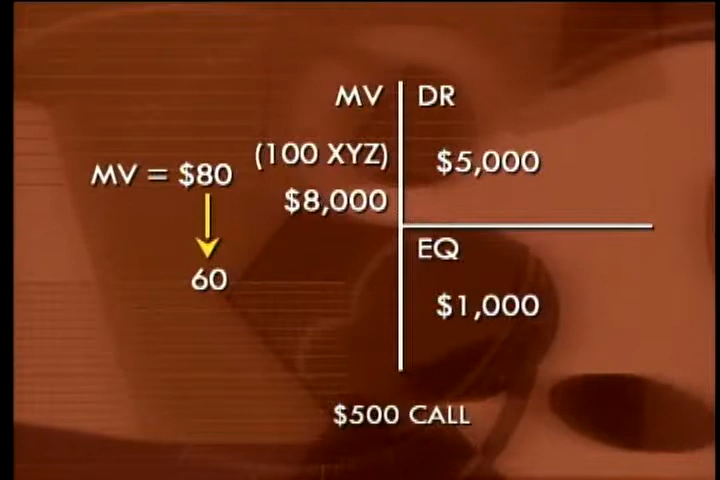 MV DR
(100 XYZ) $5,000
MV = $80
$8,000
EQ
60
$1,000
$500 CALL